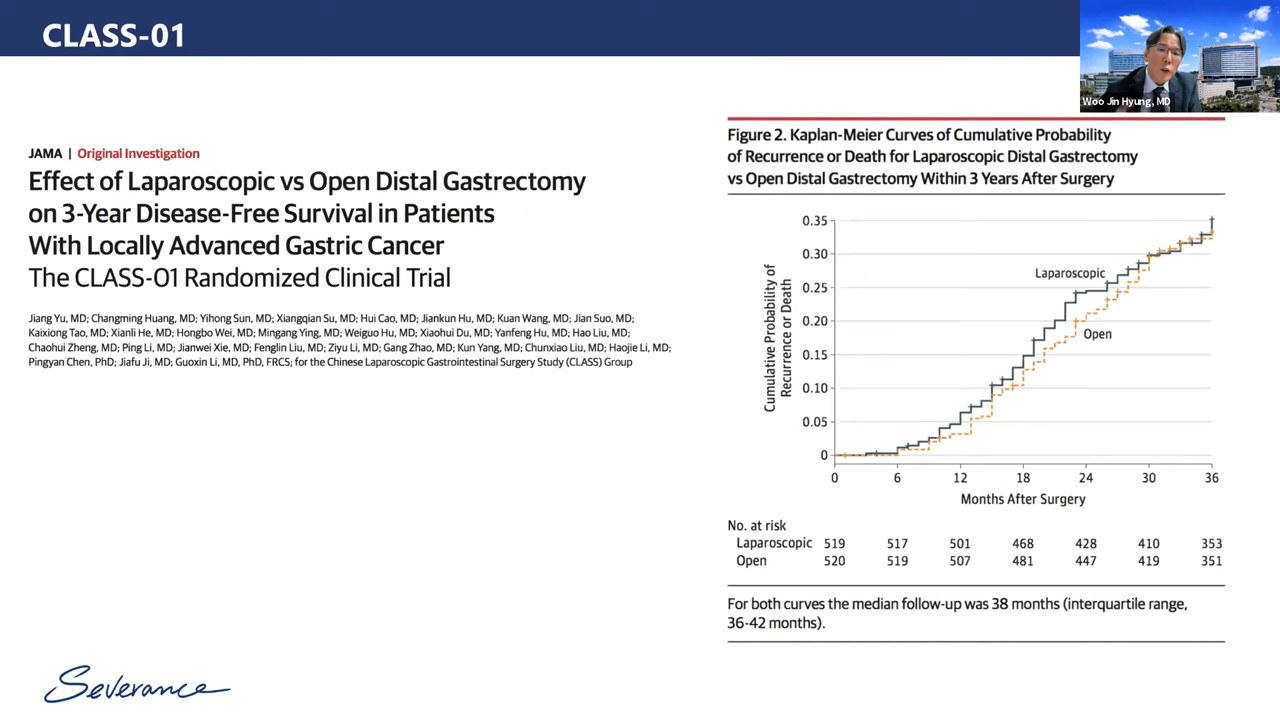 CLASS-01
Woo Jin Hyung, MD
JAMA | Original Investigation
Effect of Laparoscopic vs Open Distal Gastrectomy
on 3-Year Disease-Free Survival in Patients
With Locally Advanced Gastric Cancer
The CLASS-01 Randomized Clinical Trial
Jiang Yu, MD; Changming Huang, MD; Yihong Sun, MD; Xiangqian Su, MD; Hui Cao, MD; Jiankun Hu, MD; Kuan Wang, MD; Jian Suo, MD;
Kaixiong Tao, MD; Xianli He, MD; Hongbo Wei, MD; Mingang Ying, MD; Weiguo Hu, MD; Xiaohui Du, MD; Yanfeng Hu, MD; Hao Liu, MD;
Chaohui Zheng, MD; Ping Li, MD; Jianwei Xie, MD; Fenglin Liu, MD; Ziyu Li, MD; Gang Zhao, MD; Kun Yang, MD; Chunxiao Liu, MD; Haojie Li, MD;
Pingyan Chen, PhD; Jiafu Ji, MD; Guoxin Li, MD, PhD, FRCS; for the Chinese Laparoscopic Gastrointestinal Surgery Study (CLASS) Group
Figure 2. Kaplan-Meier Curves of Cumulative Probability
of Recurrence or Death for Laparoscopic Distal Gastrectomy
vs Open Distal Gastrectomy Within 3 Years After Surgery
Cumulative Probability of
Recurrence or Death
0.35
0.30
0.25
0.20
0.15
0.10
0.05
0
Laparoscopic
Open
0 6 12 18 24 30 36
Months After Surgery
No. at risk
Laparoscopic 519 517 501 468 428 410 353
Open 520 519 507 481 447 419 351
For both curves the median follow-up was 38 months (interquartile range,
36-42 months).
Severance